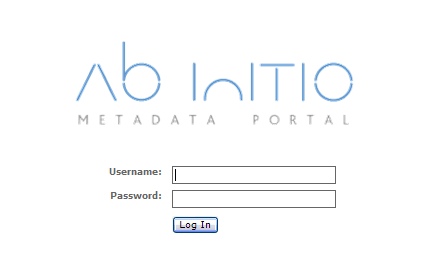 Ab INITIO
METADATA PORTAL
Username:
Password:
Log In